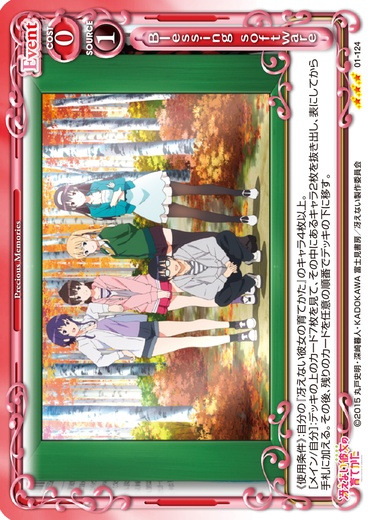 Event
COST
0
SOURCE
1
Blessing software
Precious Memories
《使用条件》:自分の『冴えない彼女の育てかた』のキャラ4枚以上。
[メイン/自分]:デッキの上のカード7枚を見て、その中にあるキャラ2枚を抜き出し、表にしてから
手札に加える。その後、残りのカードを任意の順番でデッキの下に移す。
冴えない彼女の
育てかた
©2015 丸戸史明・深崎暮人・KADOKAWA 富士見書房/冴えない製作委員会
01-124